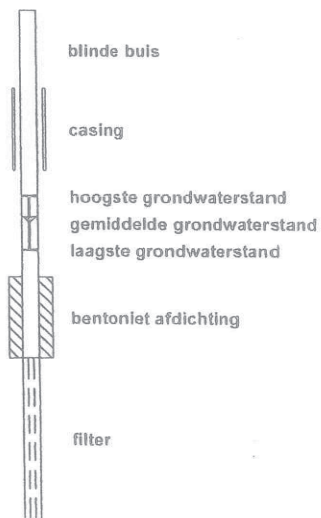 blinde buis
casing
hoogste grondwaterstand
gemiddelde grondwaterstand
laagste grondwaterstand
bentoniet afdichting
filter